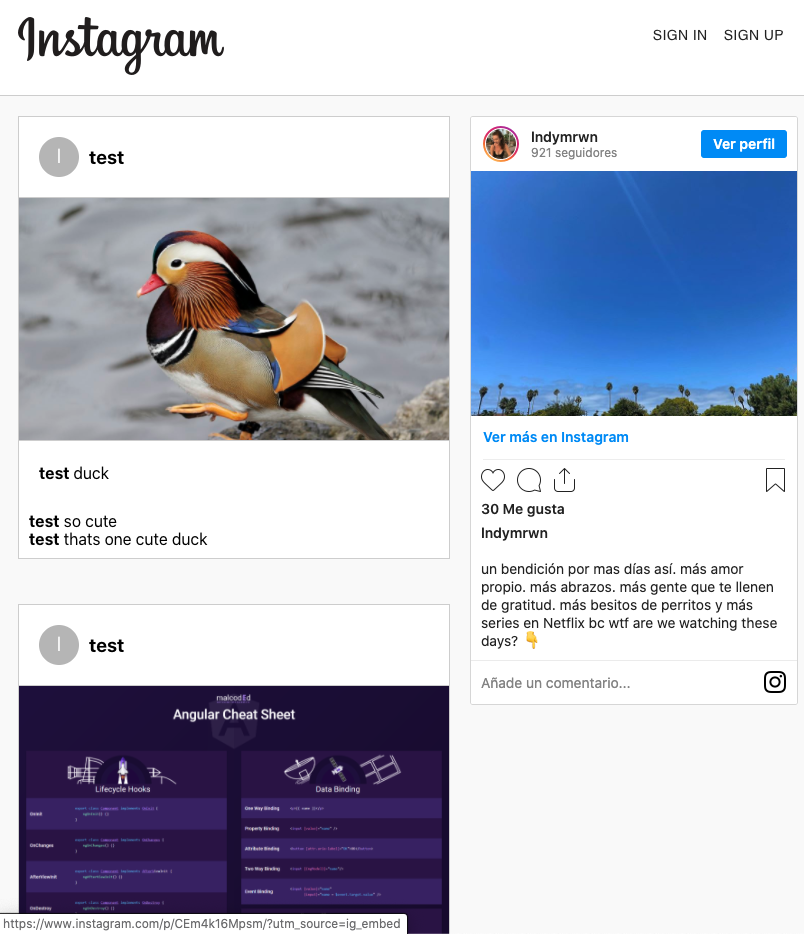 Instagram
SIGN IN SIGN UP
I test
test duck
test so cute
test thats one cute duck
I test
malcoded
Angular Cheat Sheet
Lifecycle Hooks
OnInit
OnChanges
AfterViewInit
OnDestroy
Data Binding
One Way Binding
Property Binding
Attribute Binding
Two Way Binding
Event Binding
Indymrwn
921 seguidores
Ver perfil
Ver más en Instagram
30 Me gusta
Indymrwn
un bendición por mas días así. más amor
propio. más abrazos. más gente que te llenen
de gratitud. más besitos de perritos y más
series en Netflix bc wtf are we watching these
days? 👇
Añade un comentario...
https://www.instagram.com/p/CEm4k16Mpsm/?utm_source=ig_embed